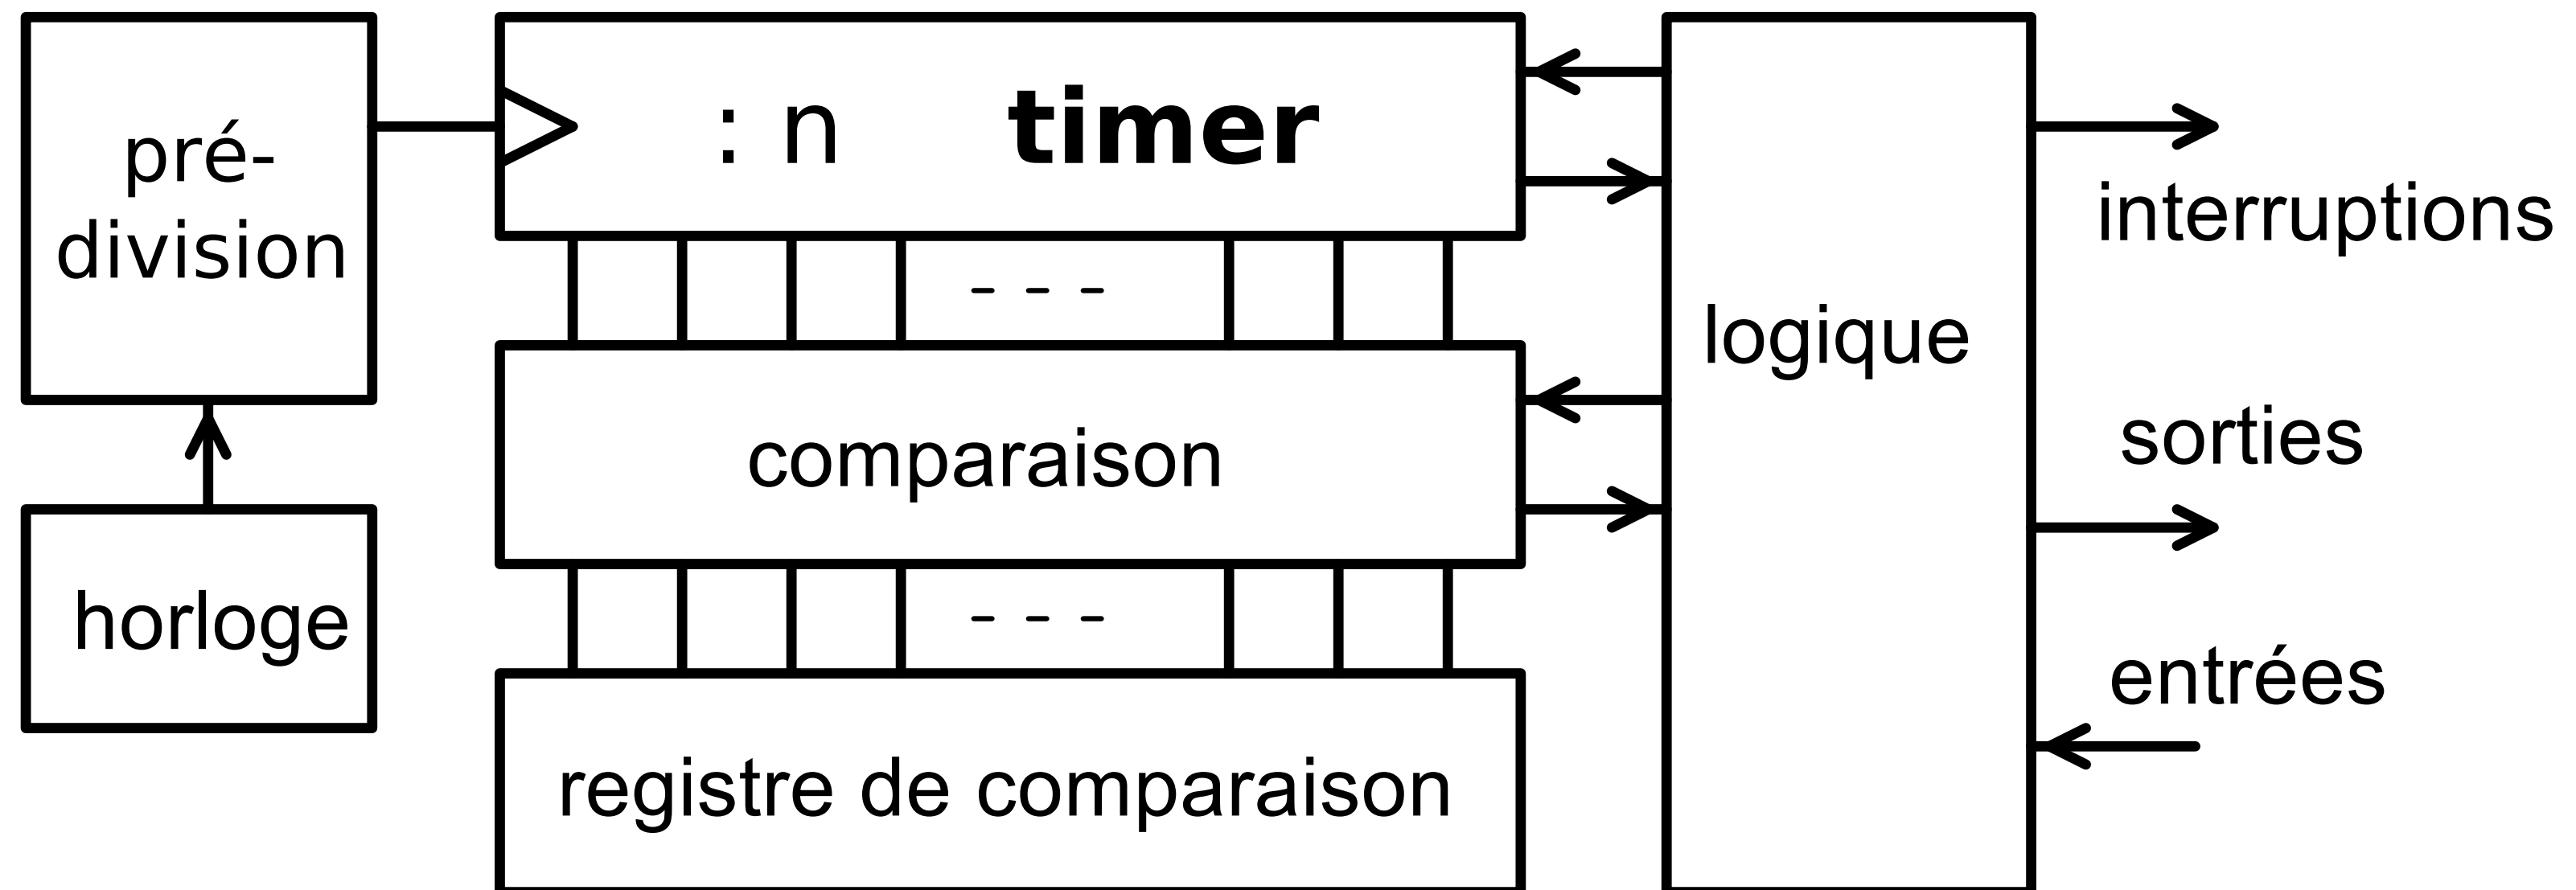 pré-
division
horloge
: n timer
comparaison
registre de comparaison
logique
interruptions
sorties
entrées